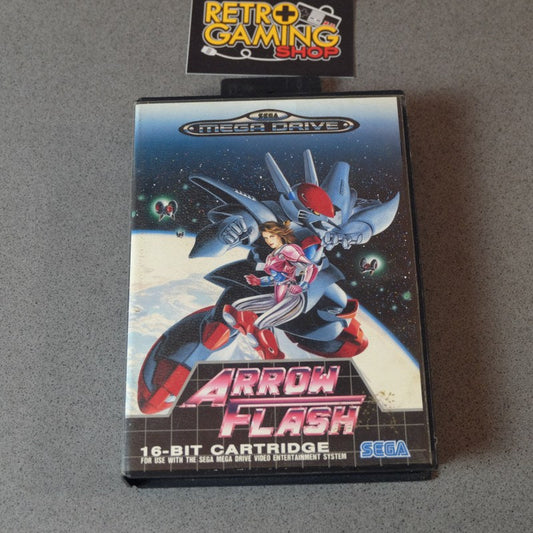 RETRO
GAMING
SHOP
SEGA
MEGA DRIVE
ARROW
FLASH
16-BIT CARTRIDGE
FOR USE WITH THE SEGA MEGA DRIVE VIDEO ENTERTAINMENT SYSTEM
SEGA